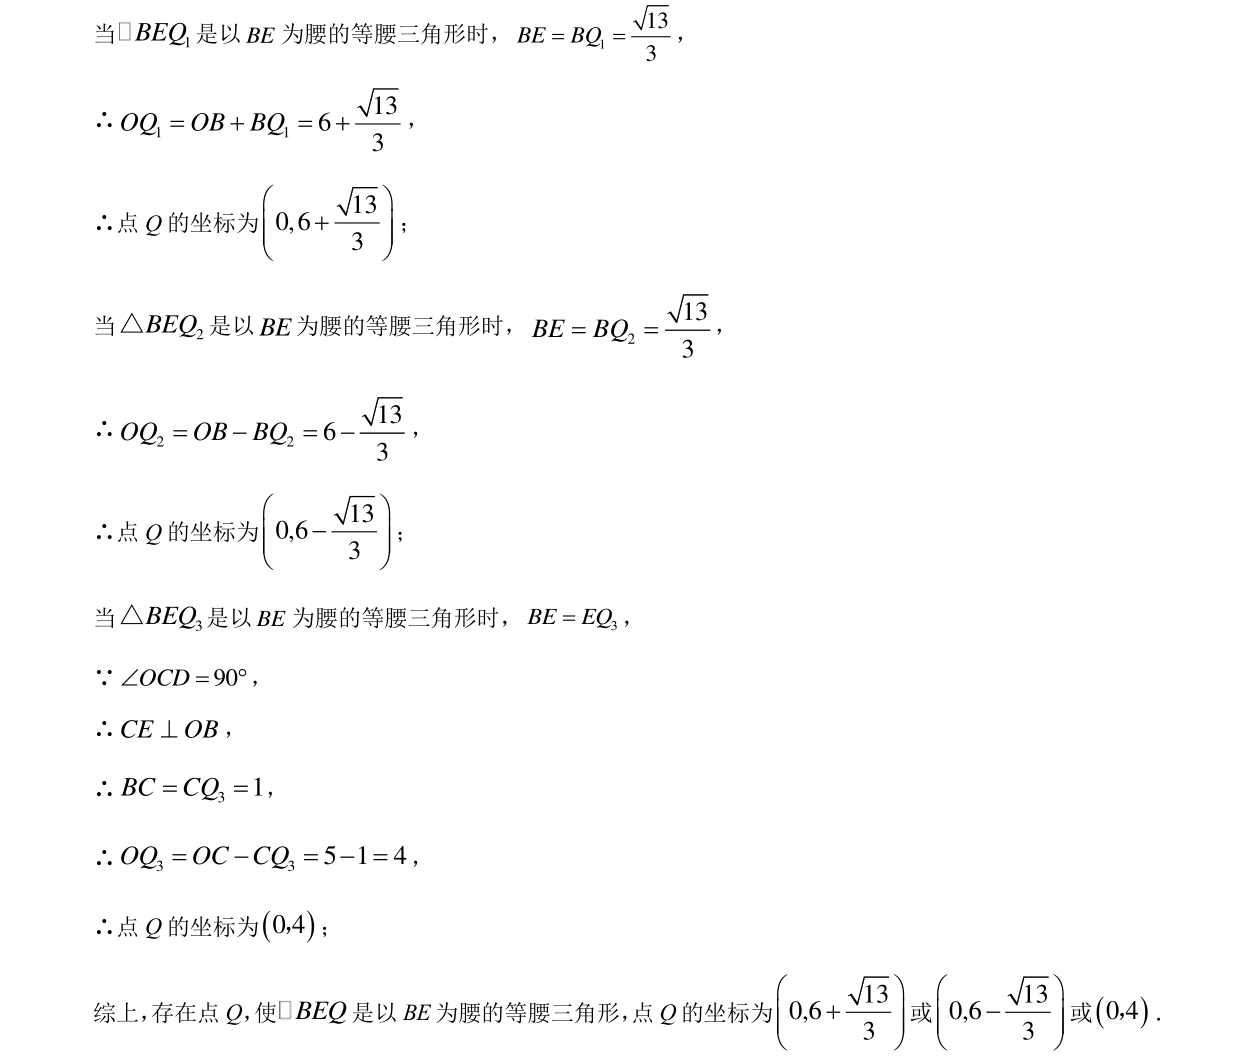 当□BEQ₁是以BE为腰的等腰三角形时，BE=BQ₁=√13/3，
∴OQ₁=OB+BQ₁=6+√13/3，
∴点Q的坐标为(0,6+√13/3)；
当△BEQ₂是以BE为腰的等腰三角形时，BE=BQ₂=√13/3，
∴OQ₂=OB−BQ₂=6−√13/3，
∴点Q的坐标为(0,6−√13/3)；
当△BEQ₃是以BE为腰的等腰三角形时，BE=EQ₃，
∵∠OCD=90°，
∴CE⊥OB，
∴BC=CQ₃=1，
∴OQ₃=OC−CQ₃=5−1=4，
∴点Q的坐标为(0,4)；
综上，存在点Q，使□BEQ是以BE为腰的等腰三角形，点Q的坐标为(0,6+√13/3)或(0,6−√13/3)或(0,4)．